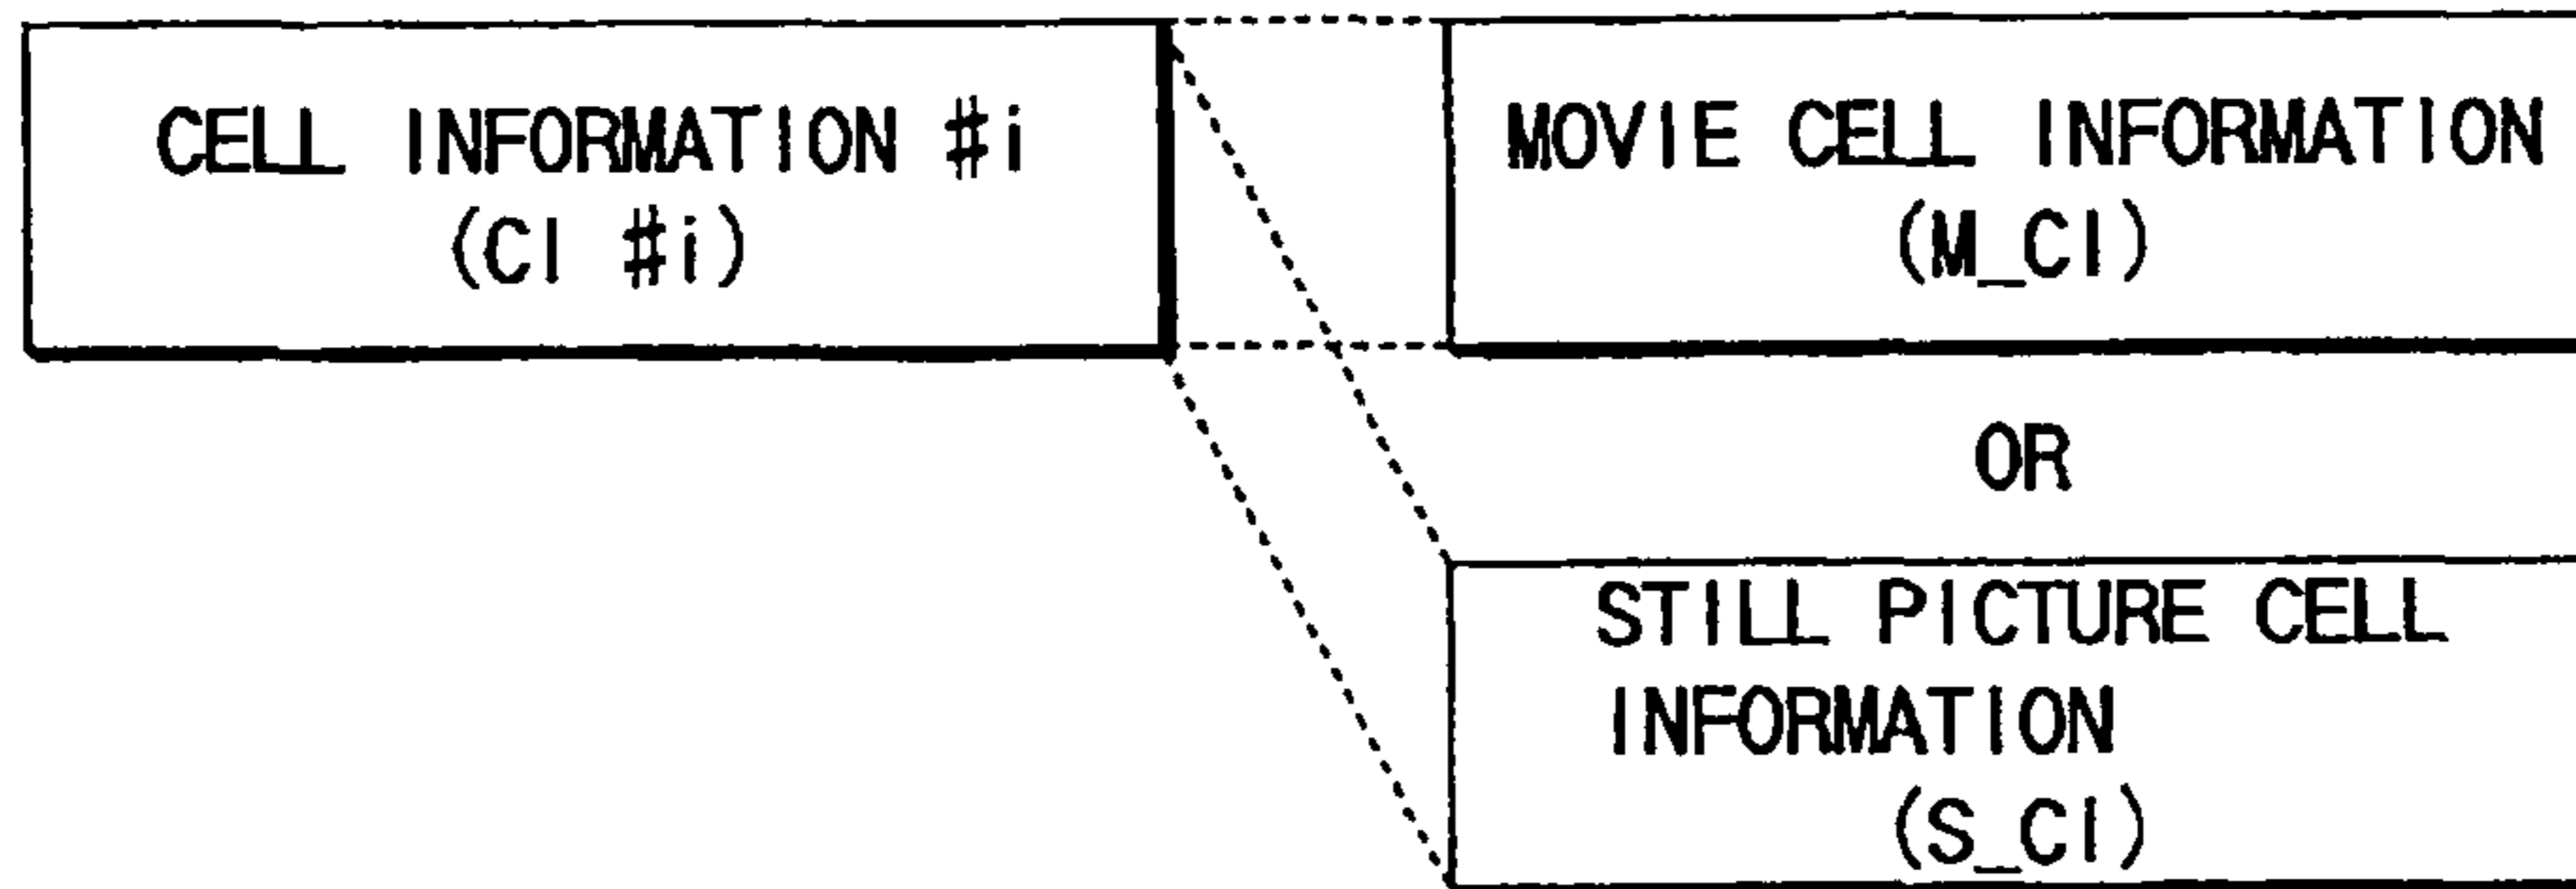 CELL INFORMATION #i
(CI #i)
MOVIE CELL INFORMATION
(M_CI)
OR
STILL PICTURE CELL
INFORMATION
(S_CI)